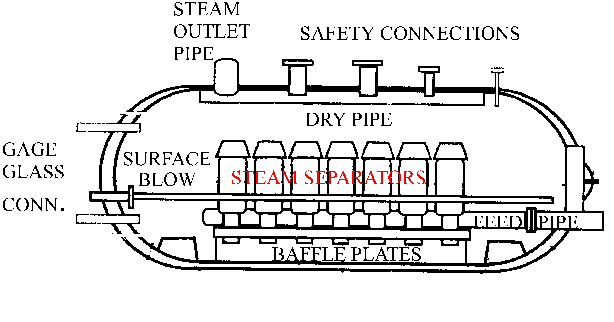 STEAM
OUTLET
PIPE
SAFETY CONNECTIONS
DRY PIPE
GAGE
GLASS
CONN.
SURFACE
BLOW
STEAM SEPARATORS
FEED PIPE
BAFFLE PLATES